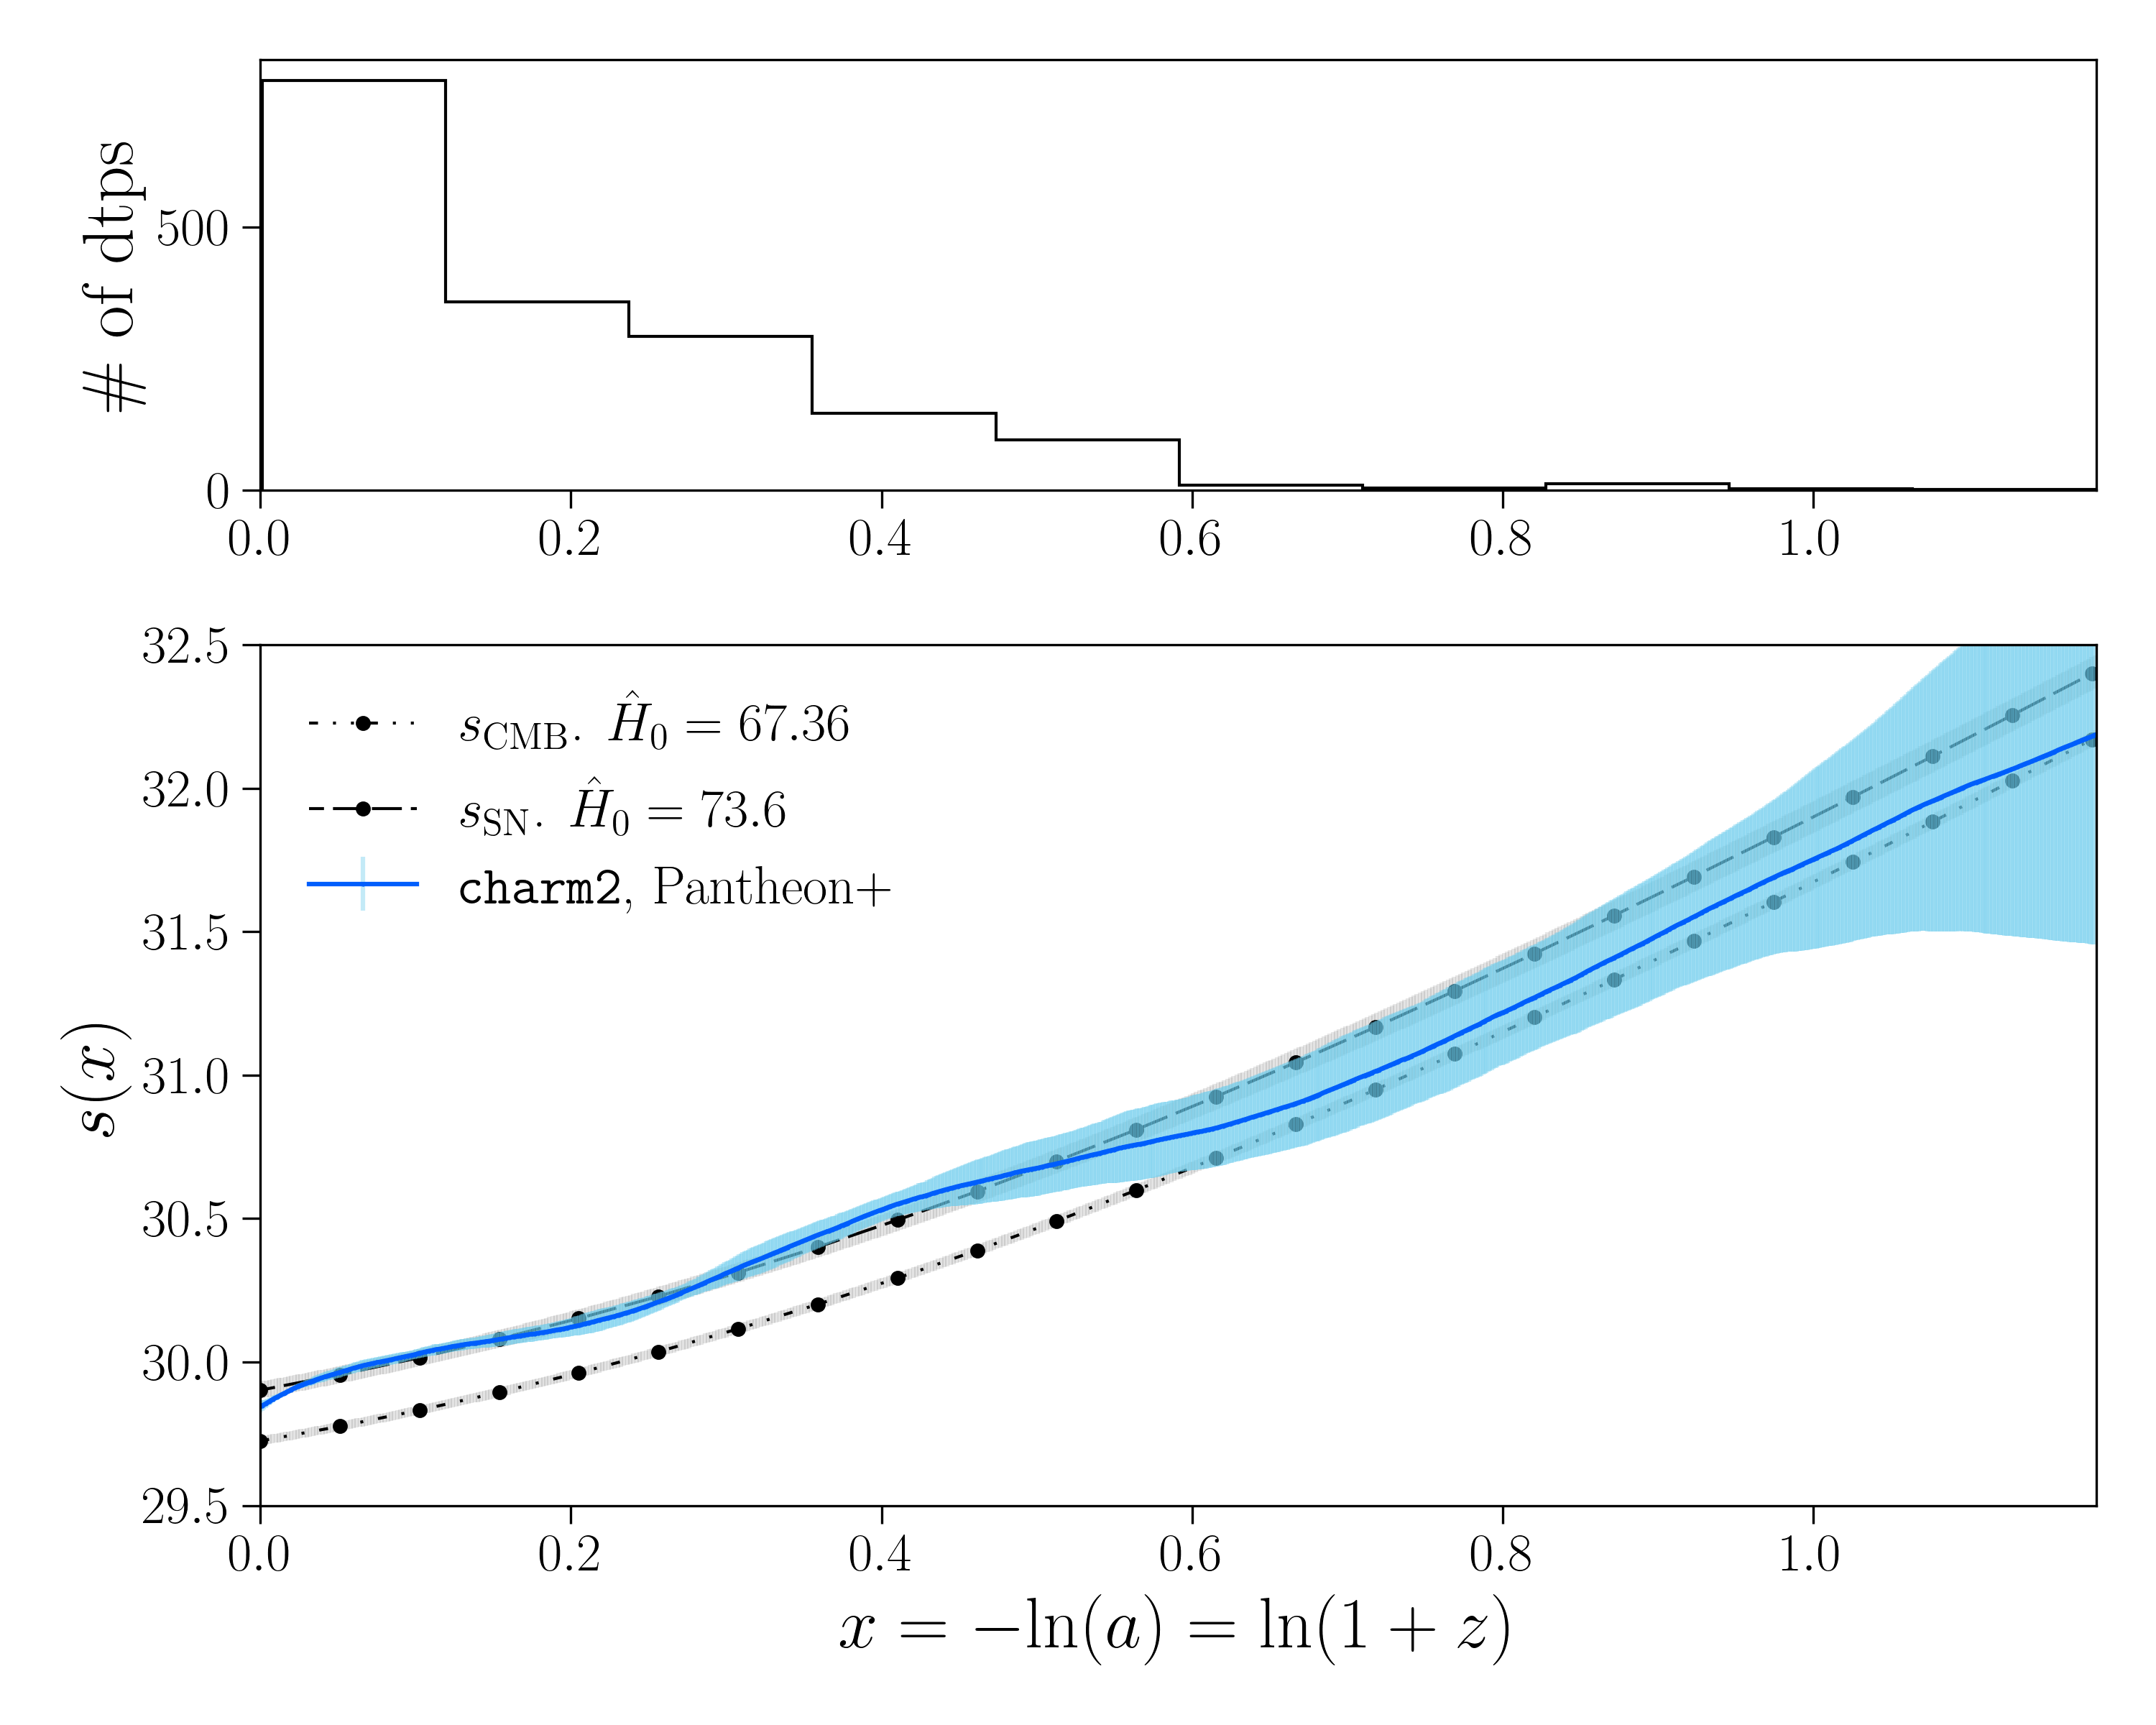 # of dtps
500
0
0.0 0.2 0.4 0.6 0.8 1.0
s(x)
32.5
32.0
31.5
31.0
30.5
30.0
29.5
s_CMB. Ĥ_0 = 67.36
s_SN. Ĥ_0 = 73.6
charm2, Pantheon+
0.0 0.2 0.4 0.6 0.8 1.0
x = −ln(a) = ln(1 + z)